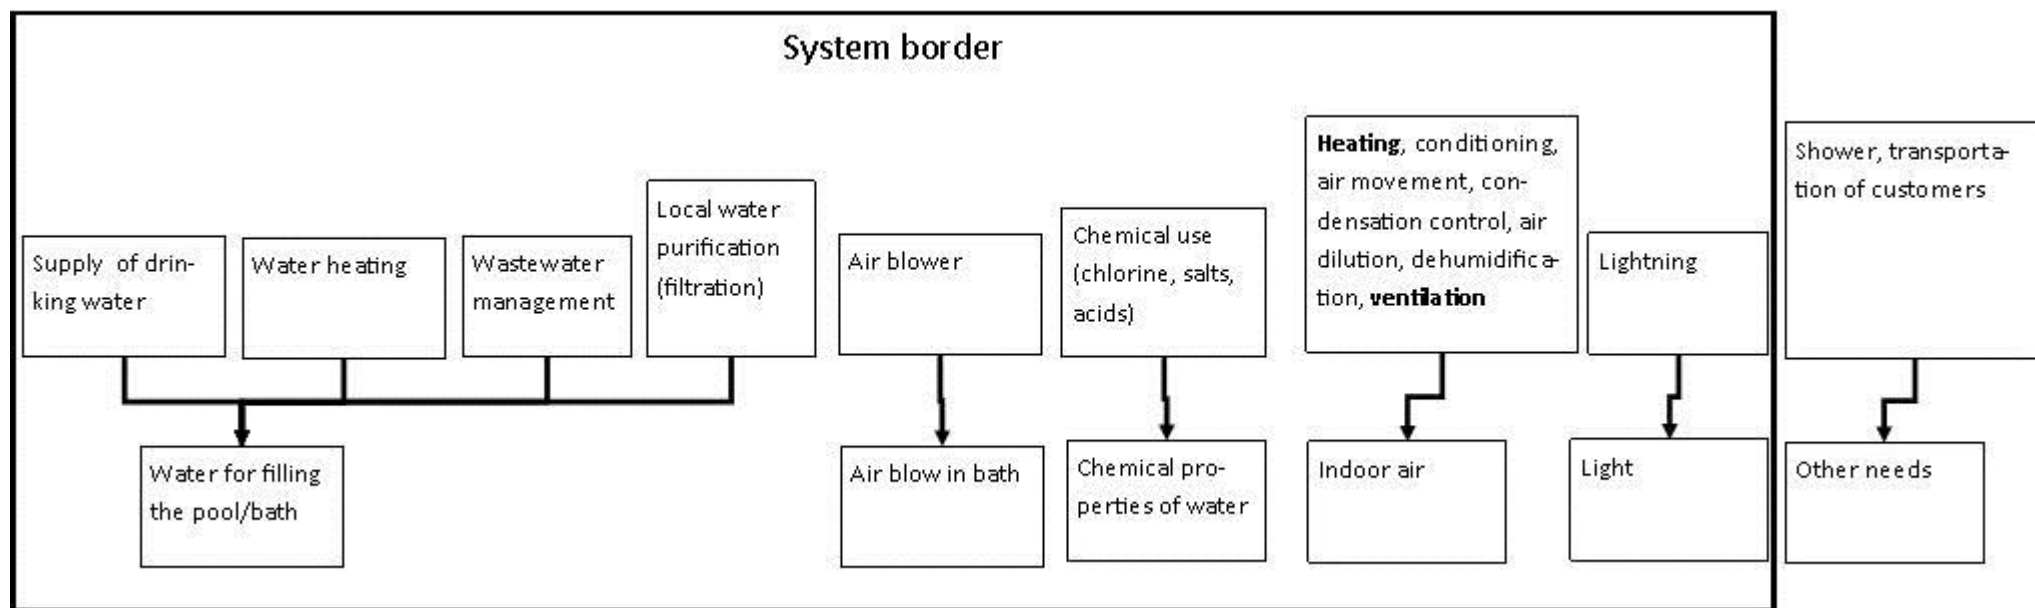 System border
Supply of drin-
king water
Water heating
Wastewater
management
Local water
purification
(filtration)
Air blower
Chemical use
(chlorine, salts,
acids)
Heating, conditioning,
air movement, con-
densation control, air
dilution, dehumidifica-
tion, ventilation
Lightning
Shower, transporta-
tion of customers
Water for filling
the pool/bath
Air blow in bath
Chemical pro-
perties of water
Indoor air
Light
Other needs